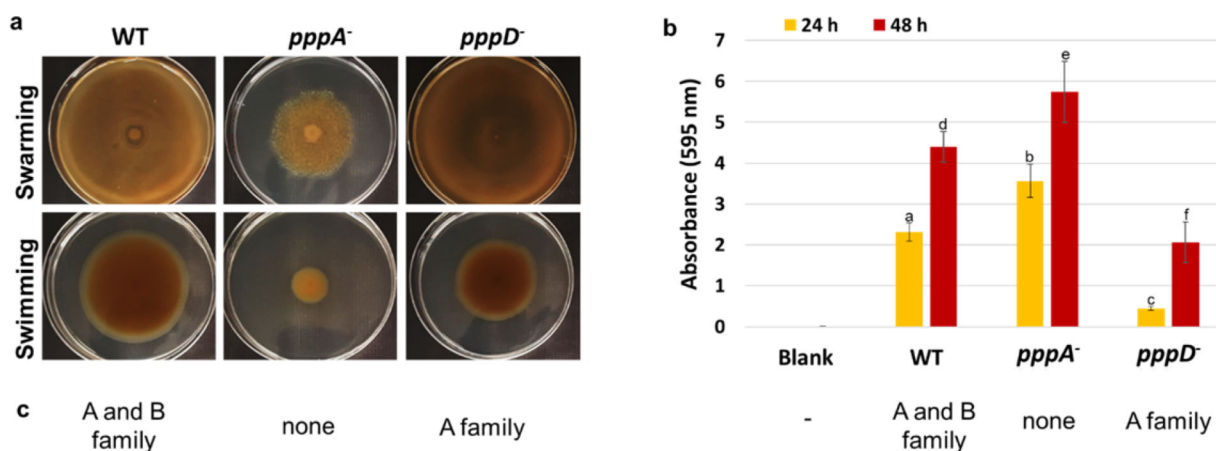 a
WT pppA- pppD-
Swarming
Swimming
c
A and B family
none
A family
b
24 h 48 h
Absorbance (595 nm)
7
6
5
4
3
2
1
0
a
d
b
e
c
f
Blank WT pppA- pppD-
-
A and B family
none
A family